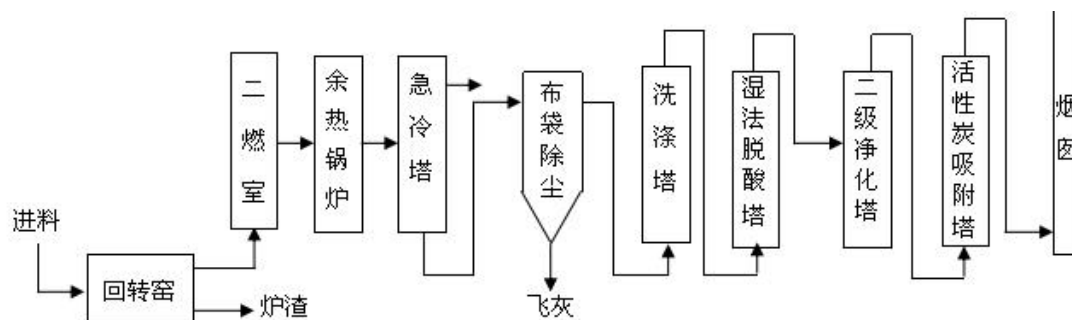 进料
回转窑
炉渣
二燃室
余热锅炉
急冷塔
布袋除尘
飞灰
洗涤塔
湿法脱酸塔
二级净化塔
活性炭吸附塔
烟囱